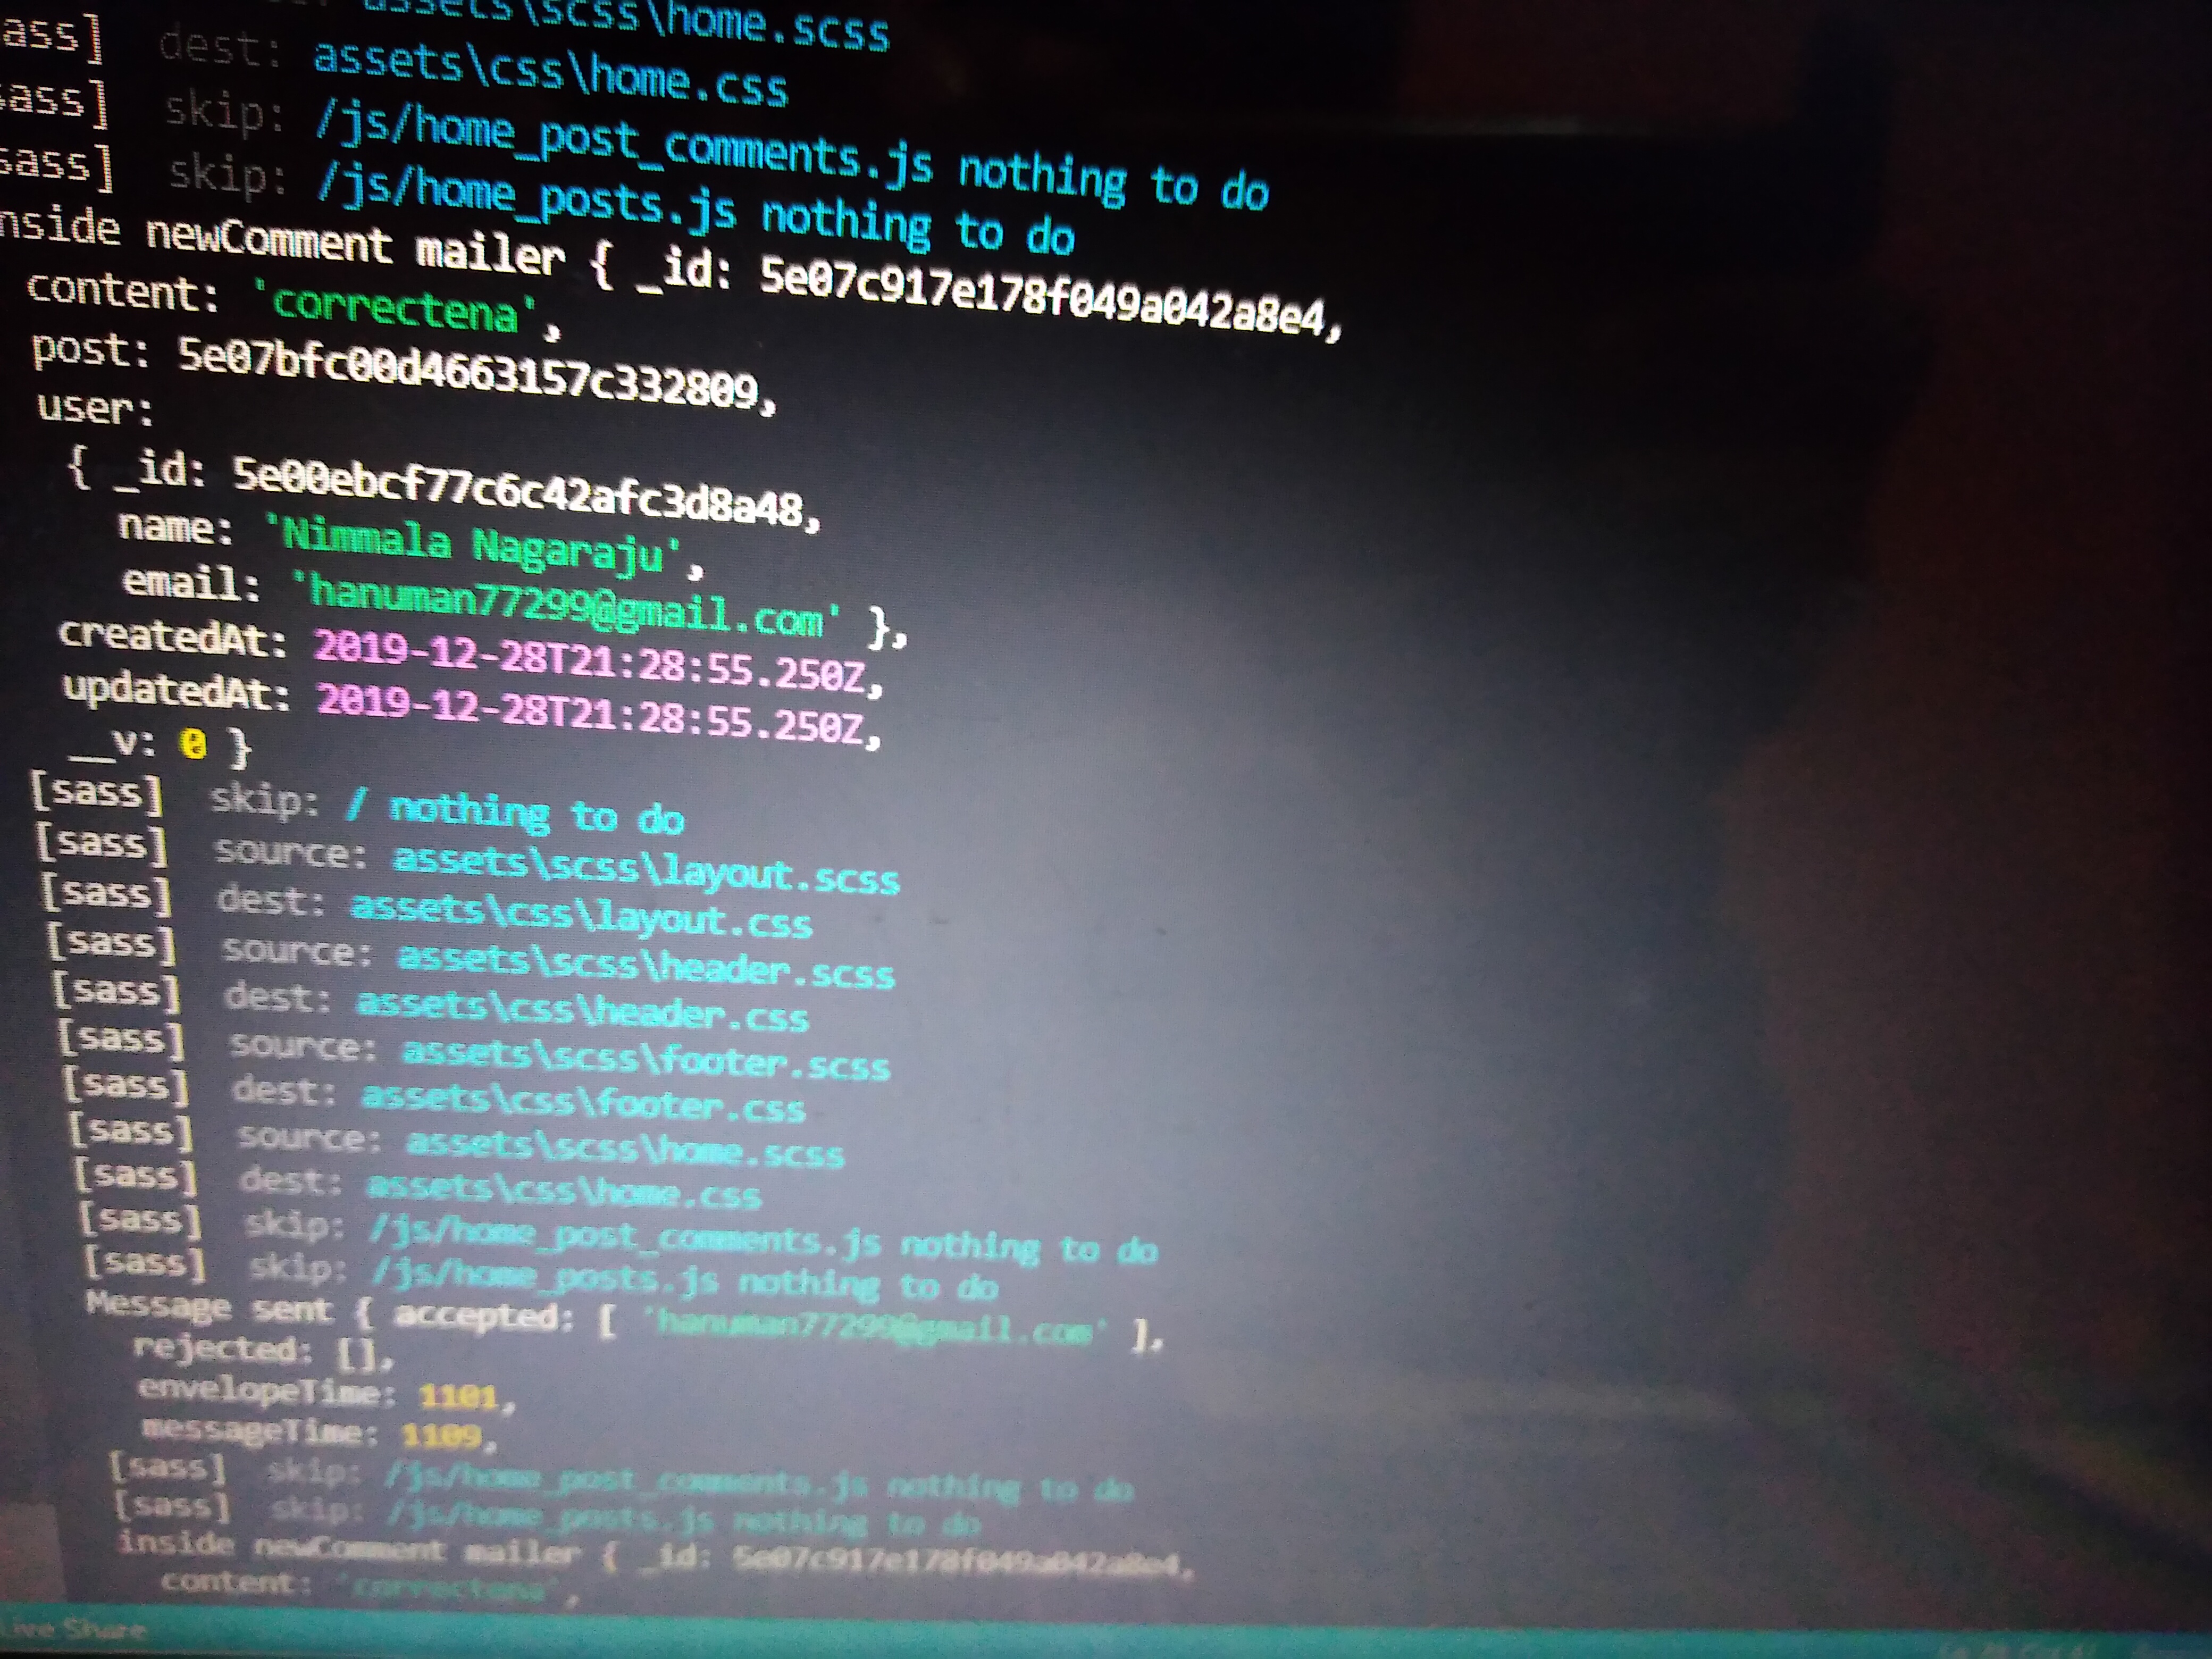 assets\scss\home.scss
ass] dest: assets\css\home.css
sass] skip: /js/home_post_comments.js nothing to do
sass] skip: /js/home_posts.js nothing to do
nside newComment mailer { _id: 5e07c917e178f049a042a8e4,
content: 'correctena',
post: 5e07bfc00d4663157c332809,
user:
{ _id: 5e00ebcf77c6c42afc3d8a48,
name: 'Nimmala Nagaraju',
email: 'hanuman77299@gmail.com' },
createdAt: 2019-12-28T21:28:55.250Z,
updatedAt: 2019-12-28T21:28:55.250Z,
__v: 0 }
[sass] skip: / nothing to do
[sass] source: assets\scss\layout.scss
[sass] dest: assets\css\layout.css
[sass] source: assets\scss\header.scss
[sass] dest: assets\css\header.css
[sass] source: assets\scss\footer.scss
[sass] dest: assets\css\footer.css
[sass] source: assets\scss\home.scss
[sass] dest: assets\css\home.css
[sass] skip: /js/home_post_comments.js nothing to do
[sass] skip: /js/home_posts.js nothing to do
Message sent { accepted: [ 'hanuman77299@gmail.com' ],
rejected: [],
envelopeTime: 1101,
messageTime: 1109,
[sass] skip: /js/home_post_comments.js nothing to do
[sass] skip: /js/home_posts.js nothing to do
inside newComment mailer { _id: 5e07c917e178f049a042a8e4,
content: 'correctena',
Live Share